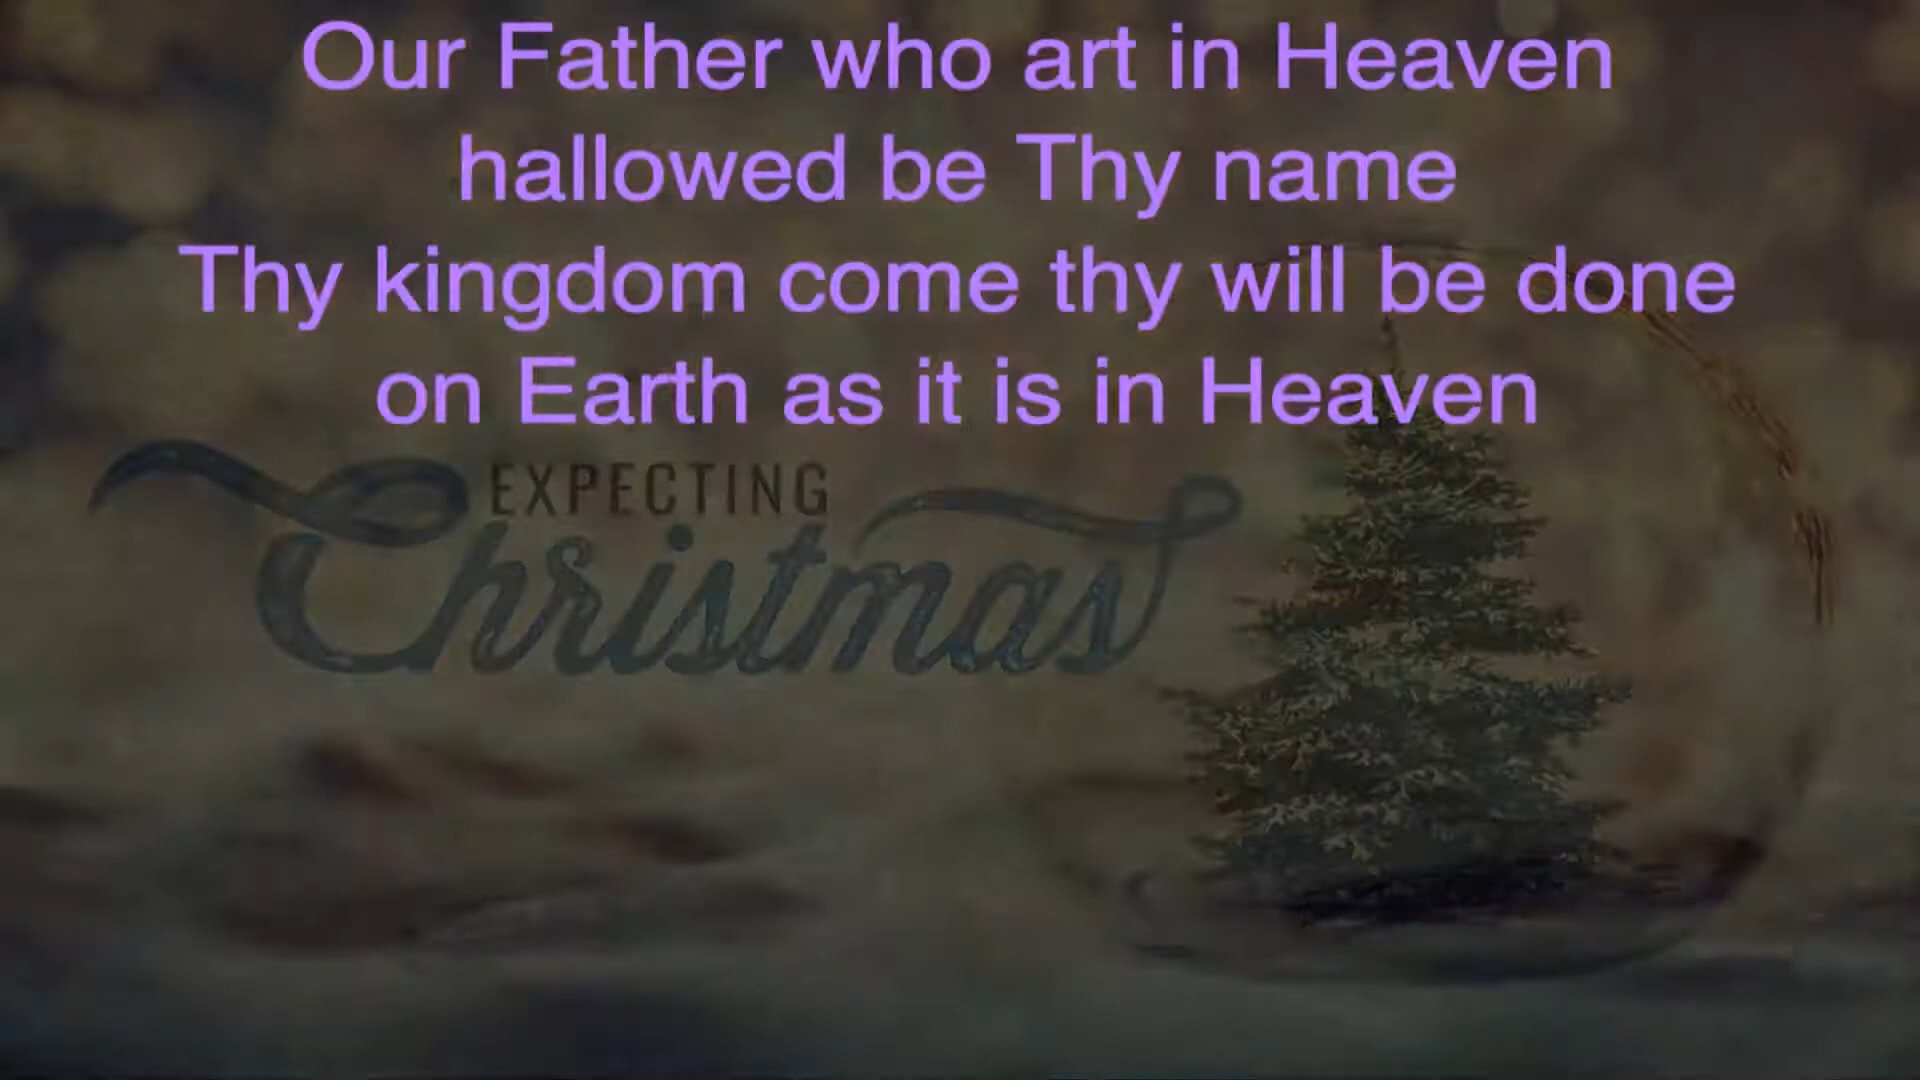 Our Father who art in Heaven
hallowed be Thy name
Thy kingdom come thy will be done
on Earth as it is in Heaven
EXPECTING
Christmas